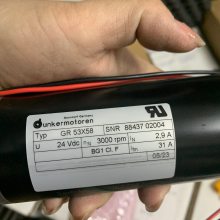 dunkermotoren
Typ GR 53X58 SNR 88437 02004
U 24 Vdc n 3000 rpm I 2,9 A
BG1 Cl. F 31 A
08/23